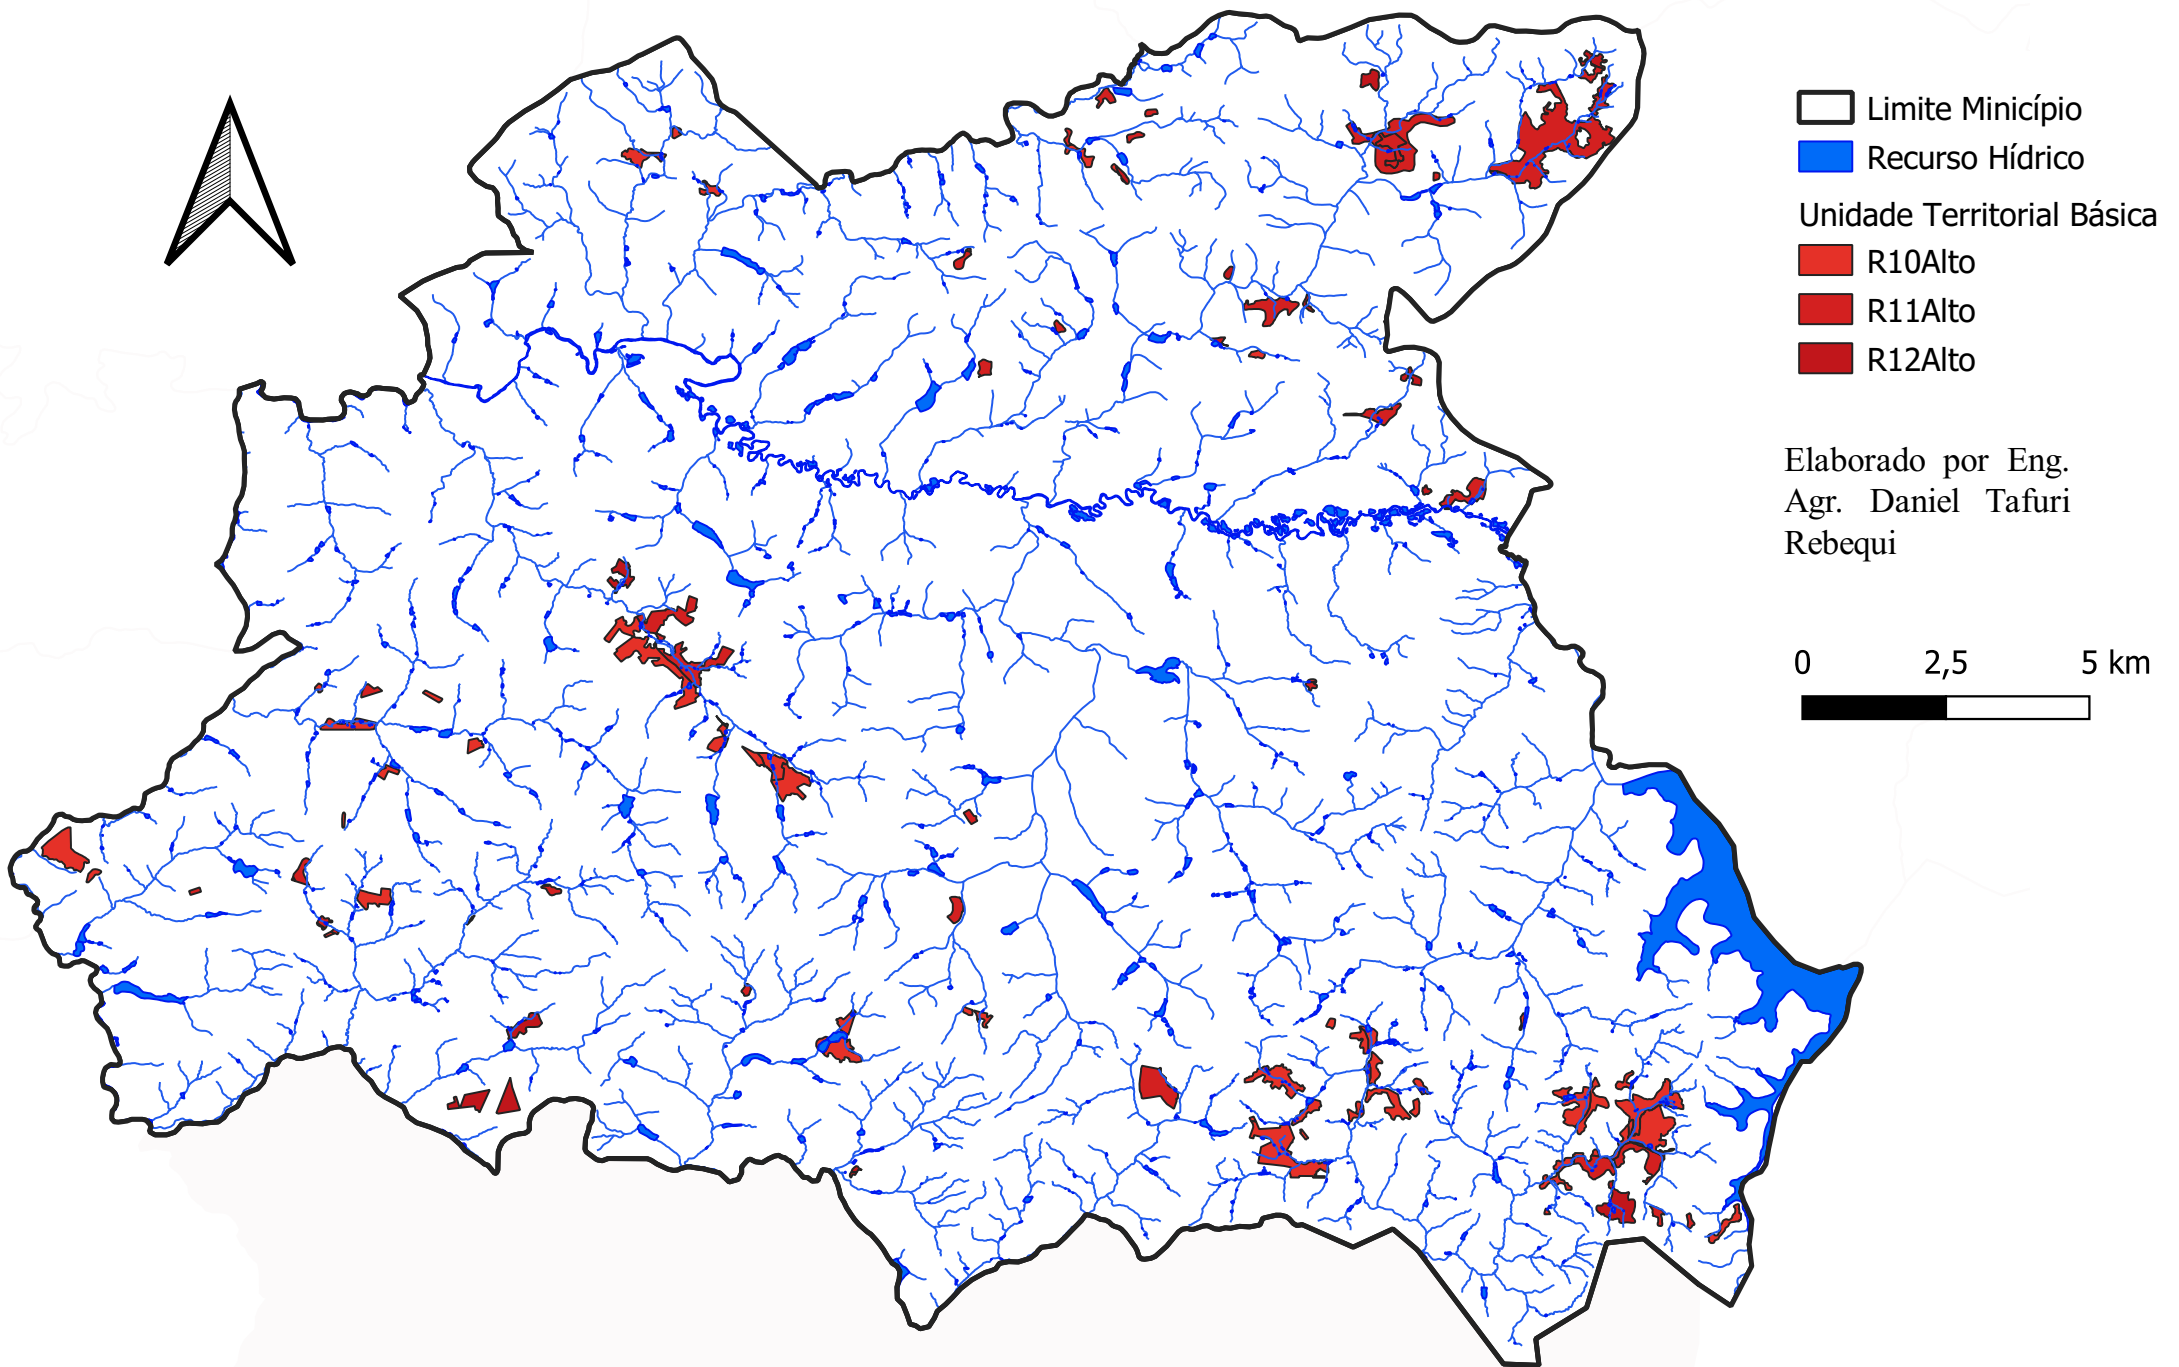 Limite Minicípio
Recurso Hídrico
Unidade Territorial Básica
R10Alto
R11Alto
R12Alto
Elaborado por Eng.
Agr. Daniel Tafuri
Rebequi
0 2,5 5 km